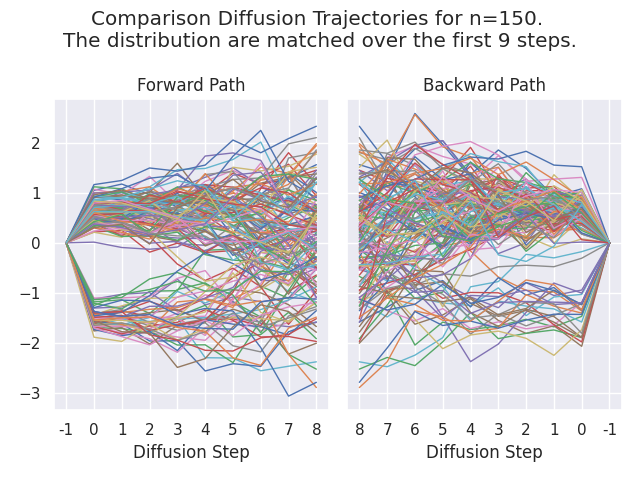 Comparison Diffusion Trajectories for n=150.
The distribution are matched over the first 9 steps.
Forward Path
Backward Path
2
1
0
−1
−2
−3
-1 0 1 2 3 4 5 6 7 8
8 7 6 5 4 3 2 1 0 -1
Diffusion Step
Diffusion Step